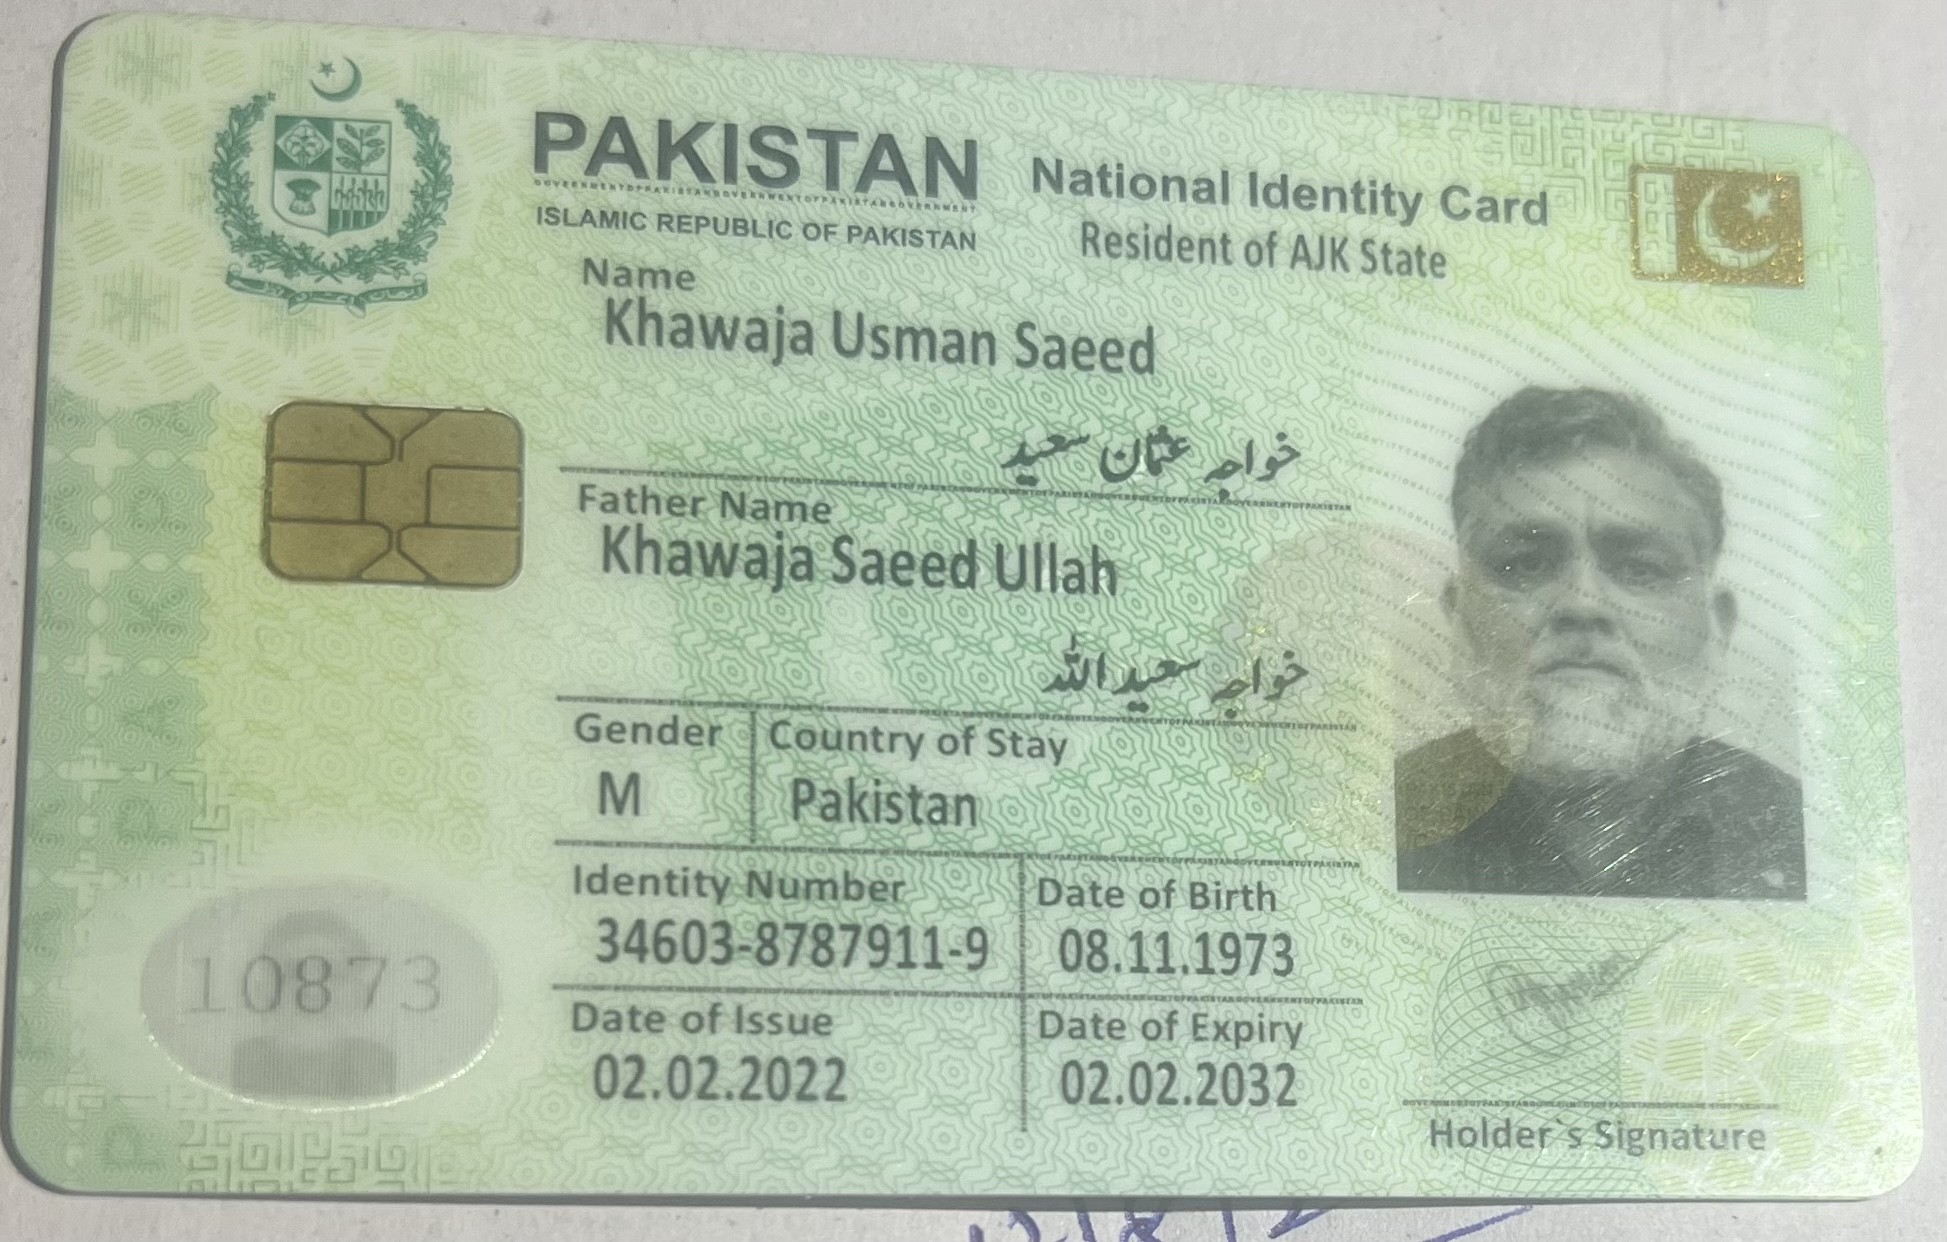 PAKISTAN
ISLAMIC REPUBLIC OF PAKISTAN
National Identity Card
Resident of AJK State
Name
Khawaja Usman Saeed
خواجہ عثمان سعید
Father Name
Khawaja Saeed Ullah
خواجہ سعید اللہ
Gender
Country of Stay
M
Pakistan
Identity Number
Date of Birth
34603-8787911-9
08.11.1973
Date of Issue
Date of Expiry
02.02.2022
02.02.2032
10873
Holder`s Signature